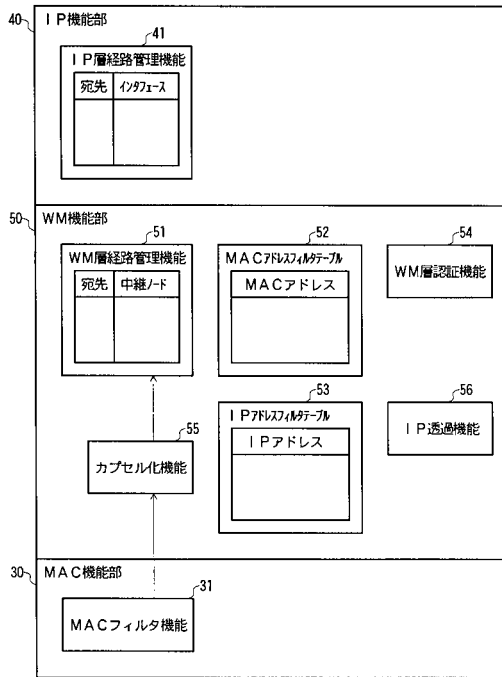 40
ＩＰ機能部
41
ＩＰ層経路管理機能
宛先 インタフェース
50
WM機能部
51
WM層経路管理機能
宛先 中継ノード
52
MACアドレスフィルタテーブル
MACアドレス
54
WM層認証機能
53
ＩＰアドレスフィルタテーブル
ＩＰアドレス
56
ＩＰ透過機能
55
カプセル化機能
30
MAC機能部
31
MACフィルタ機能